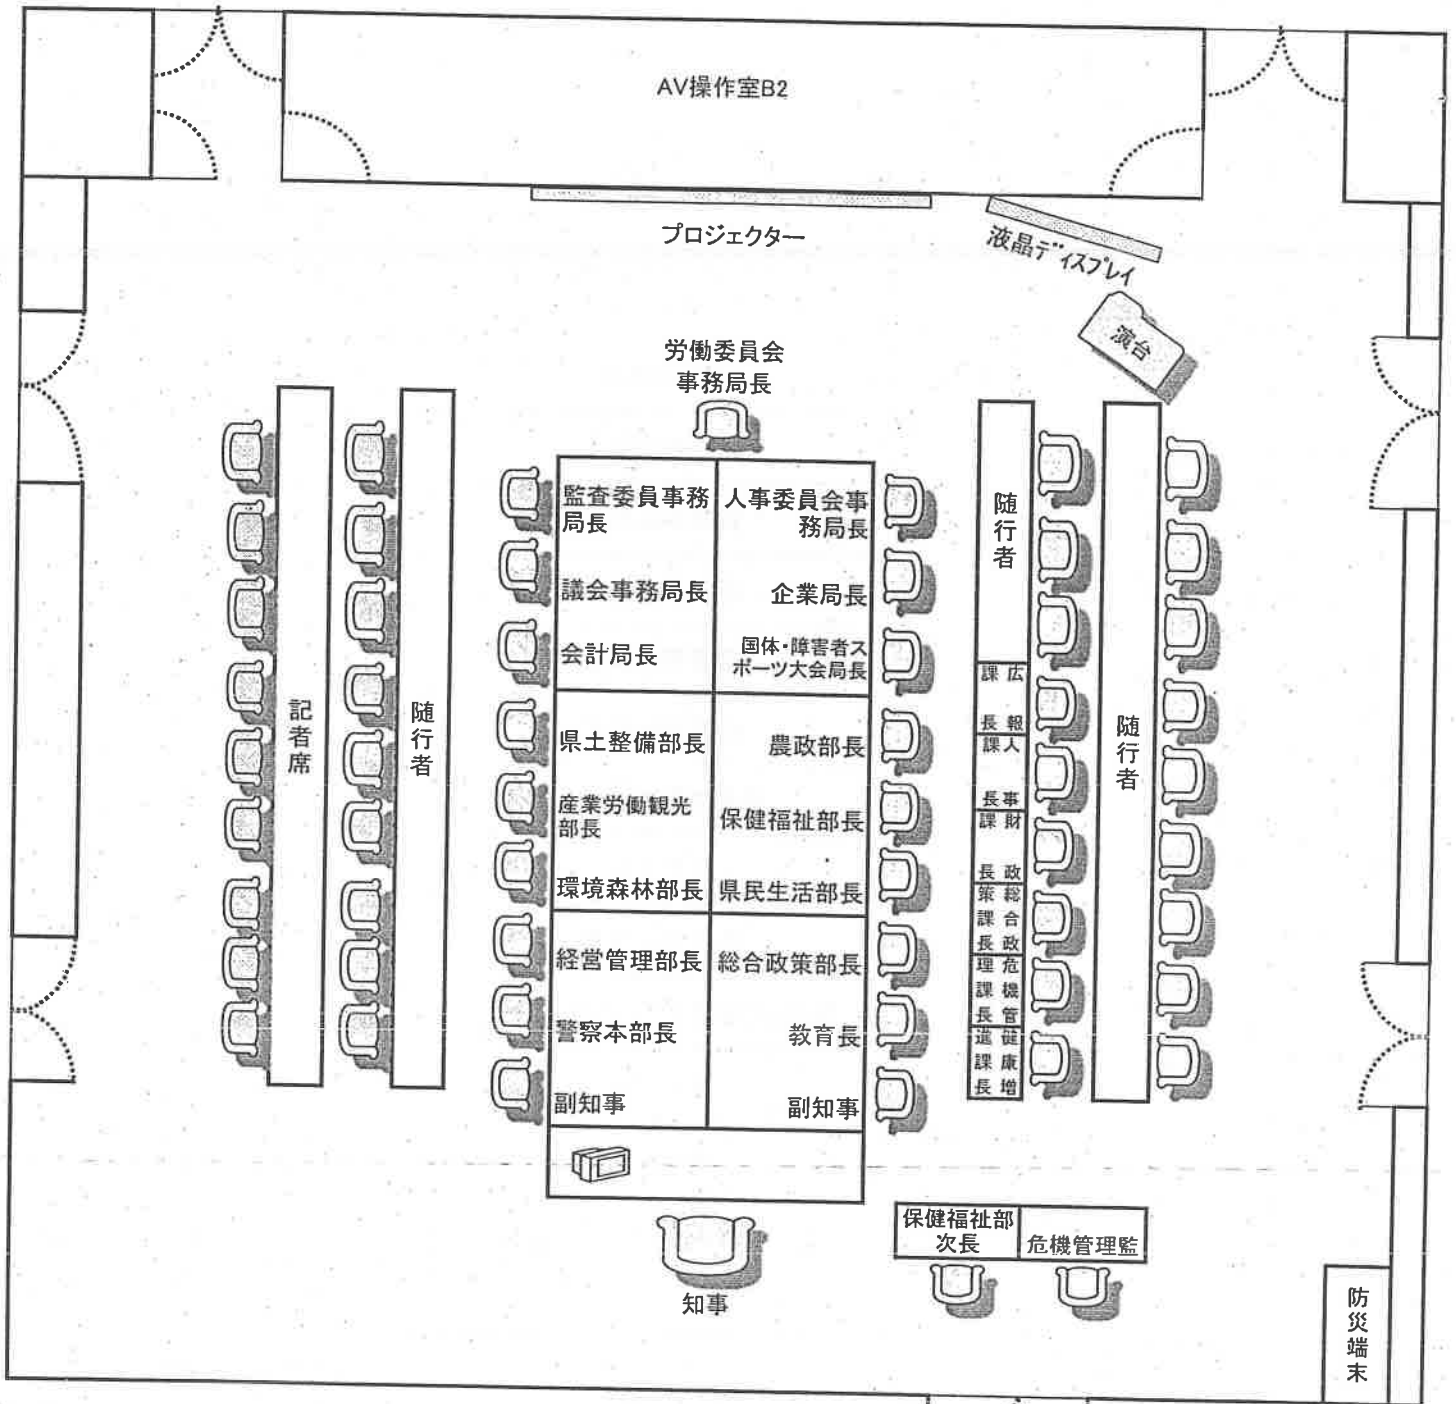 AV操作室B2
プロジェクター
液晶ディスプレイ
演台
労働委員会
事務局長
監査委員事務
局長
人事委員会事
務局長
議会事務局長
企業局長
会計局長
国体・障害者ス
ポーツ大会局長
県土整備部長
農政部長
産業労働観光
部長
保健福祉部長
環境森林部長
県民生活部長
経営管理部長
総合政策部長
警察本部長
教育長
副知事
副知事
知事
記者席
随行者
随行者
広報
課長
人事
課長
財政
課長
総合政
策課長
危機管
理課長
健康増
進課長
随行者
保健福祉部
次長
危機管理監
防災端末